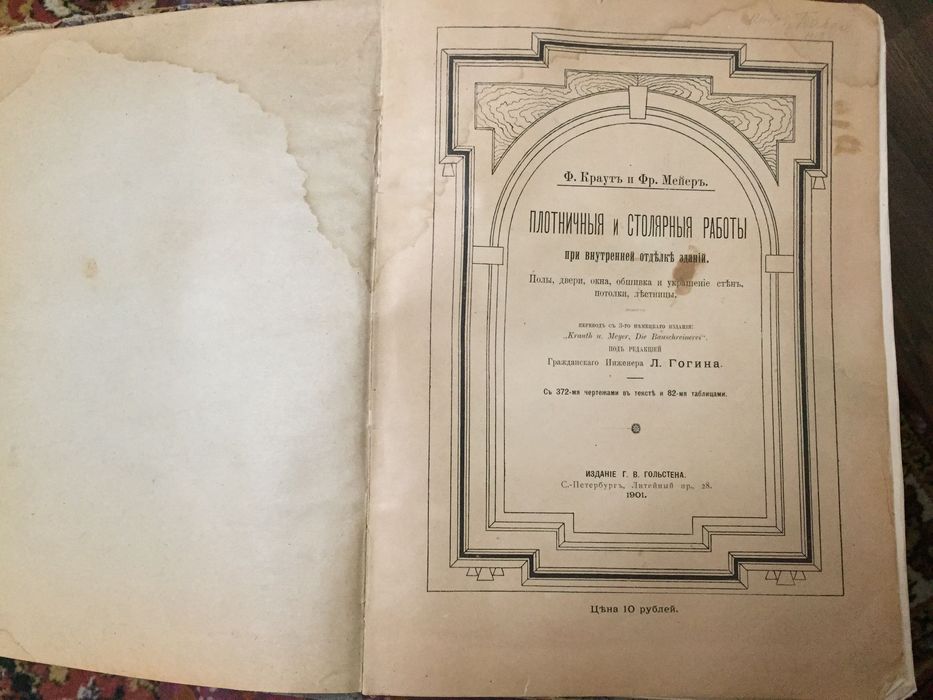 Ф. Краутъ и Фр. Мейеръ.
ПЛОТНИЧНЫЯ и СТОЛЯРНЫЯ РАБОТЫ
при внутренней отдѣлкѣ зданій.
Полы, двери, окна, обшивка и украшеніе стѣнъ,
потолки, лѣстницы.
ПЕРЕВОДЪ СЪ 3-ГО НѢМЕЦКАГО ИЗДАНІЯ:
„Krauth u. Meyer, Die Bauschreinerei“.
ПОДЪ РЕДАКЦІЕЙ
Гражданскаго Инженера Л. Гогина.
Съ 372-мя чертежами въ текстѣ и 82-мя таблицами.
ИЗДАНІЕ Г. В. ГОЛЬСТЕНА.
С.-Петербургъ, Литейный пр., 28.
1901.
Цѣна 10 рублей.